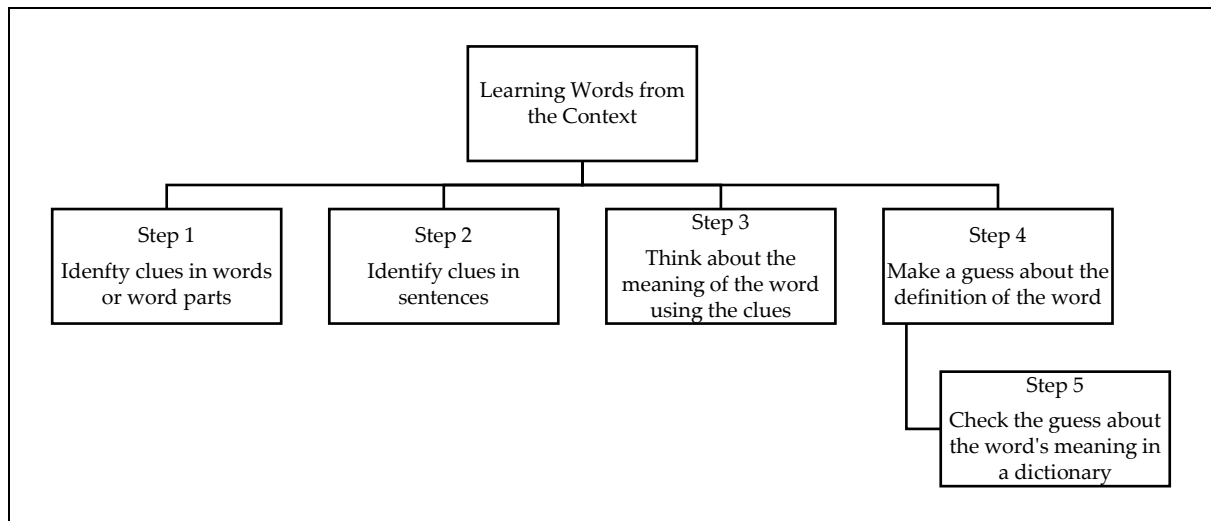 Learning Words from
the Context
Step 1
Idenfty clues in words
or word parts
Step 2
Identify clues in
sentences
Step 3
Think about the
meaning of the word
using the clues
Step 4
Make a guess about the
definition of the word
Step 5
Check the guess about
the word's meaning in
a dictionary